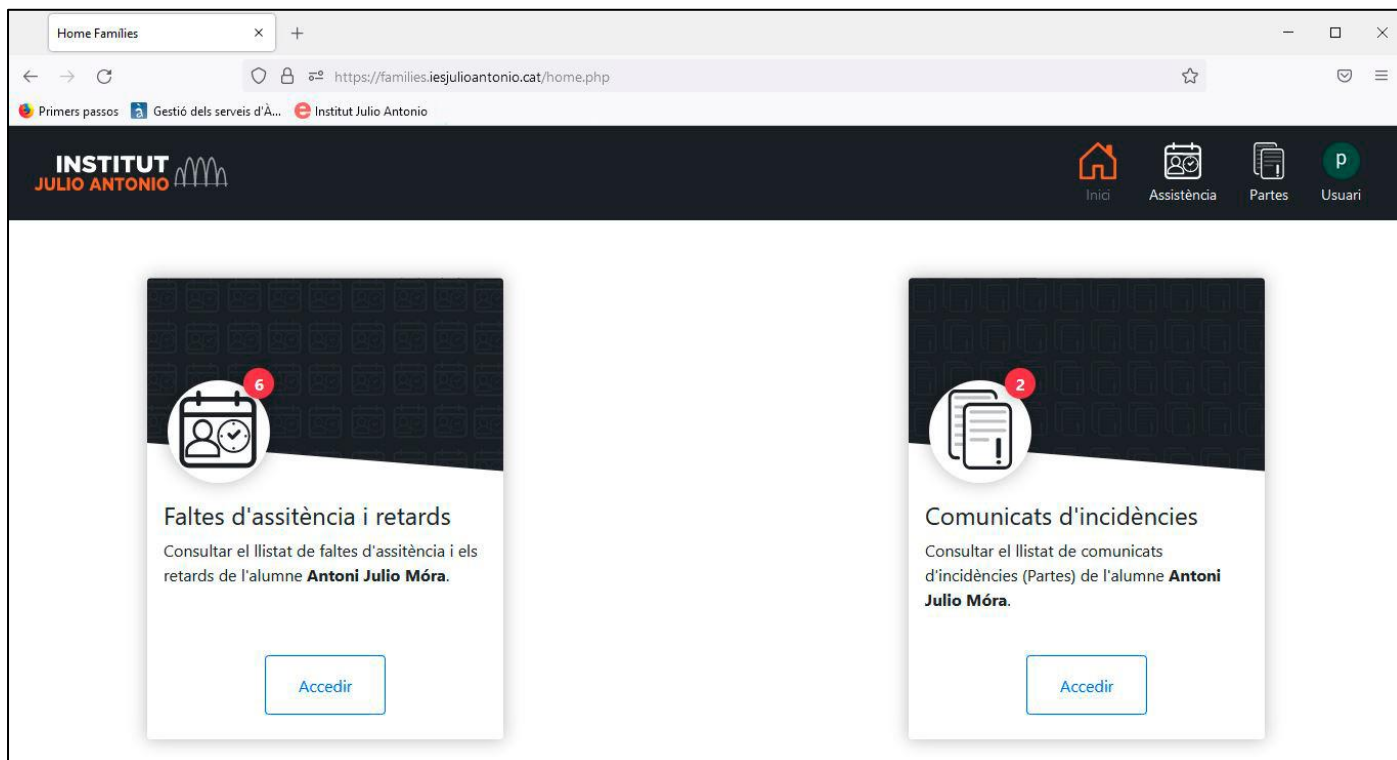 Home Famílies
https://families.iesjulioantonio.cat/home.php
Primers passos Gestió dels serveis d'À... Institut Julio Antonio
INSTITUT
JULIO ANTONIO
Inici Assistència Partes Usuari
p
6
Faltes d'assitència i retards
Consultar el llistat de faltes d'assitència i els
retards de l'alumne Antoni Julio Móra.
Accedir
2
Comunicats d'incidències
Consultar el llistat de comunicats
d'incidències (Partes) de l'alumne Antoni
Julio Móra.
Accedir